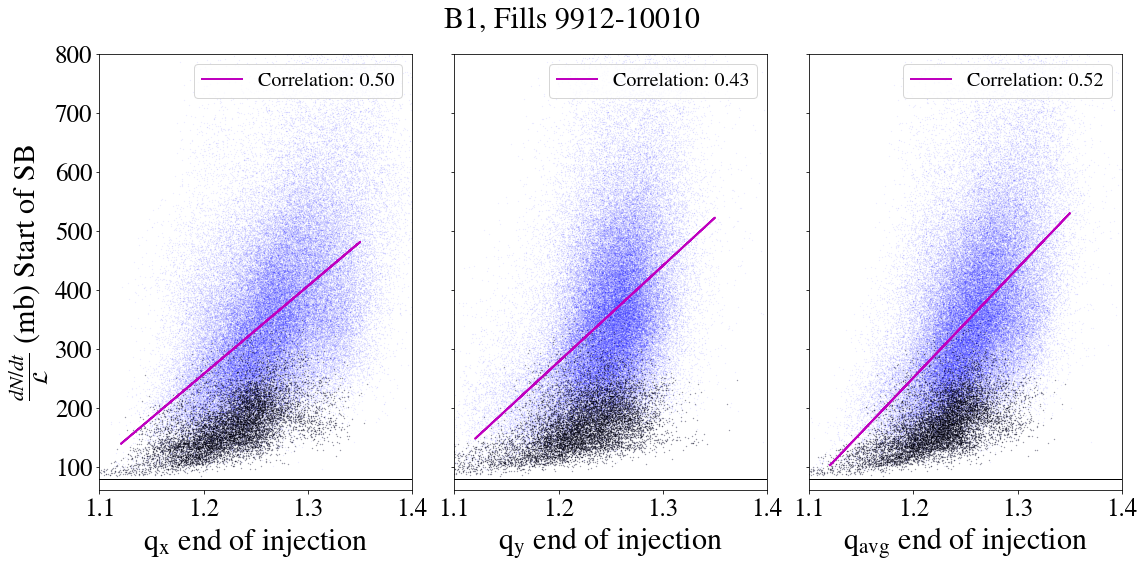 B1, Fills 9912-10010
800
700
600
500
400
300
200
100
dN/dt
ℒ
(mb) Start of SB
Correlation: 0.50
1.1
1.2
1.3
1.4
qx end of injection
Correlation: 0.43
1.1
1.2
1.3
1.4
qy end of injection
Correlation: 0.52
1.1
1.2
1.3
1.4
qavg end of injection